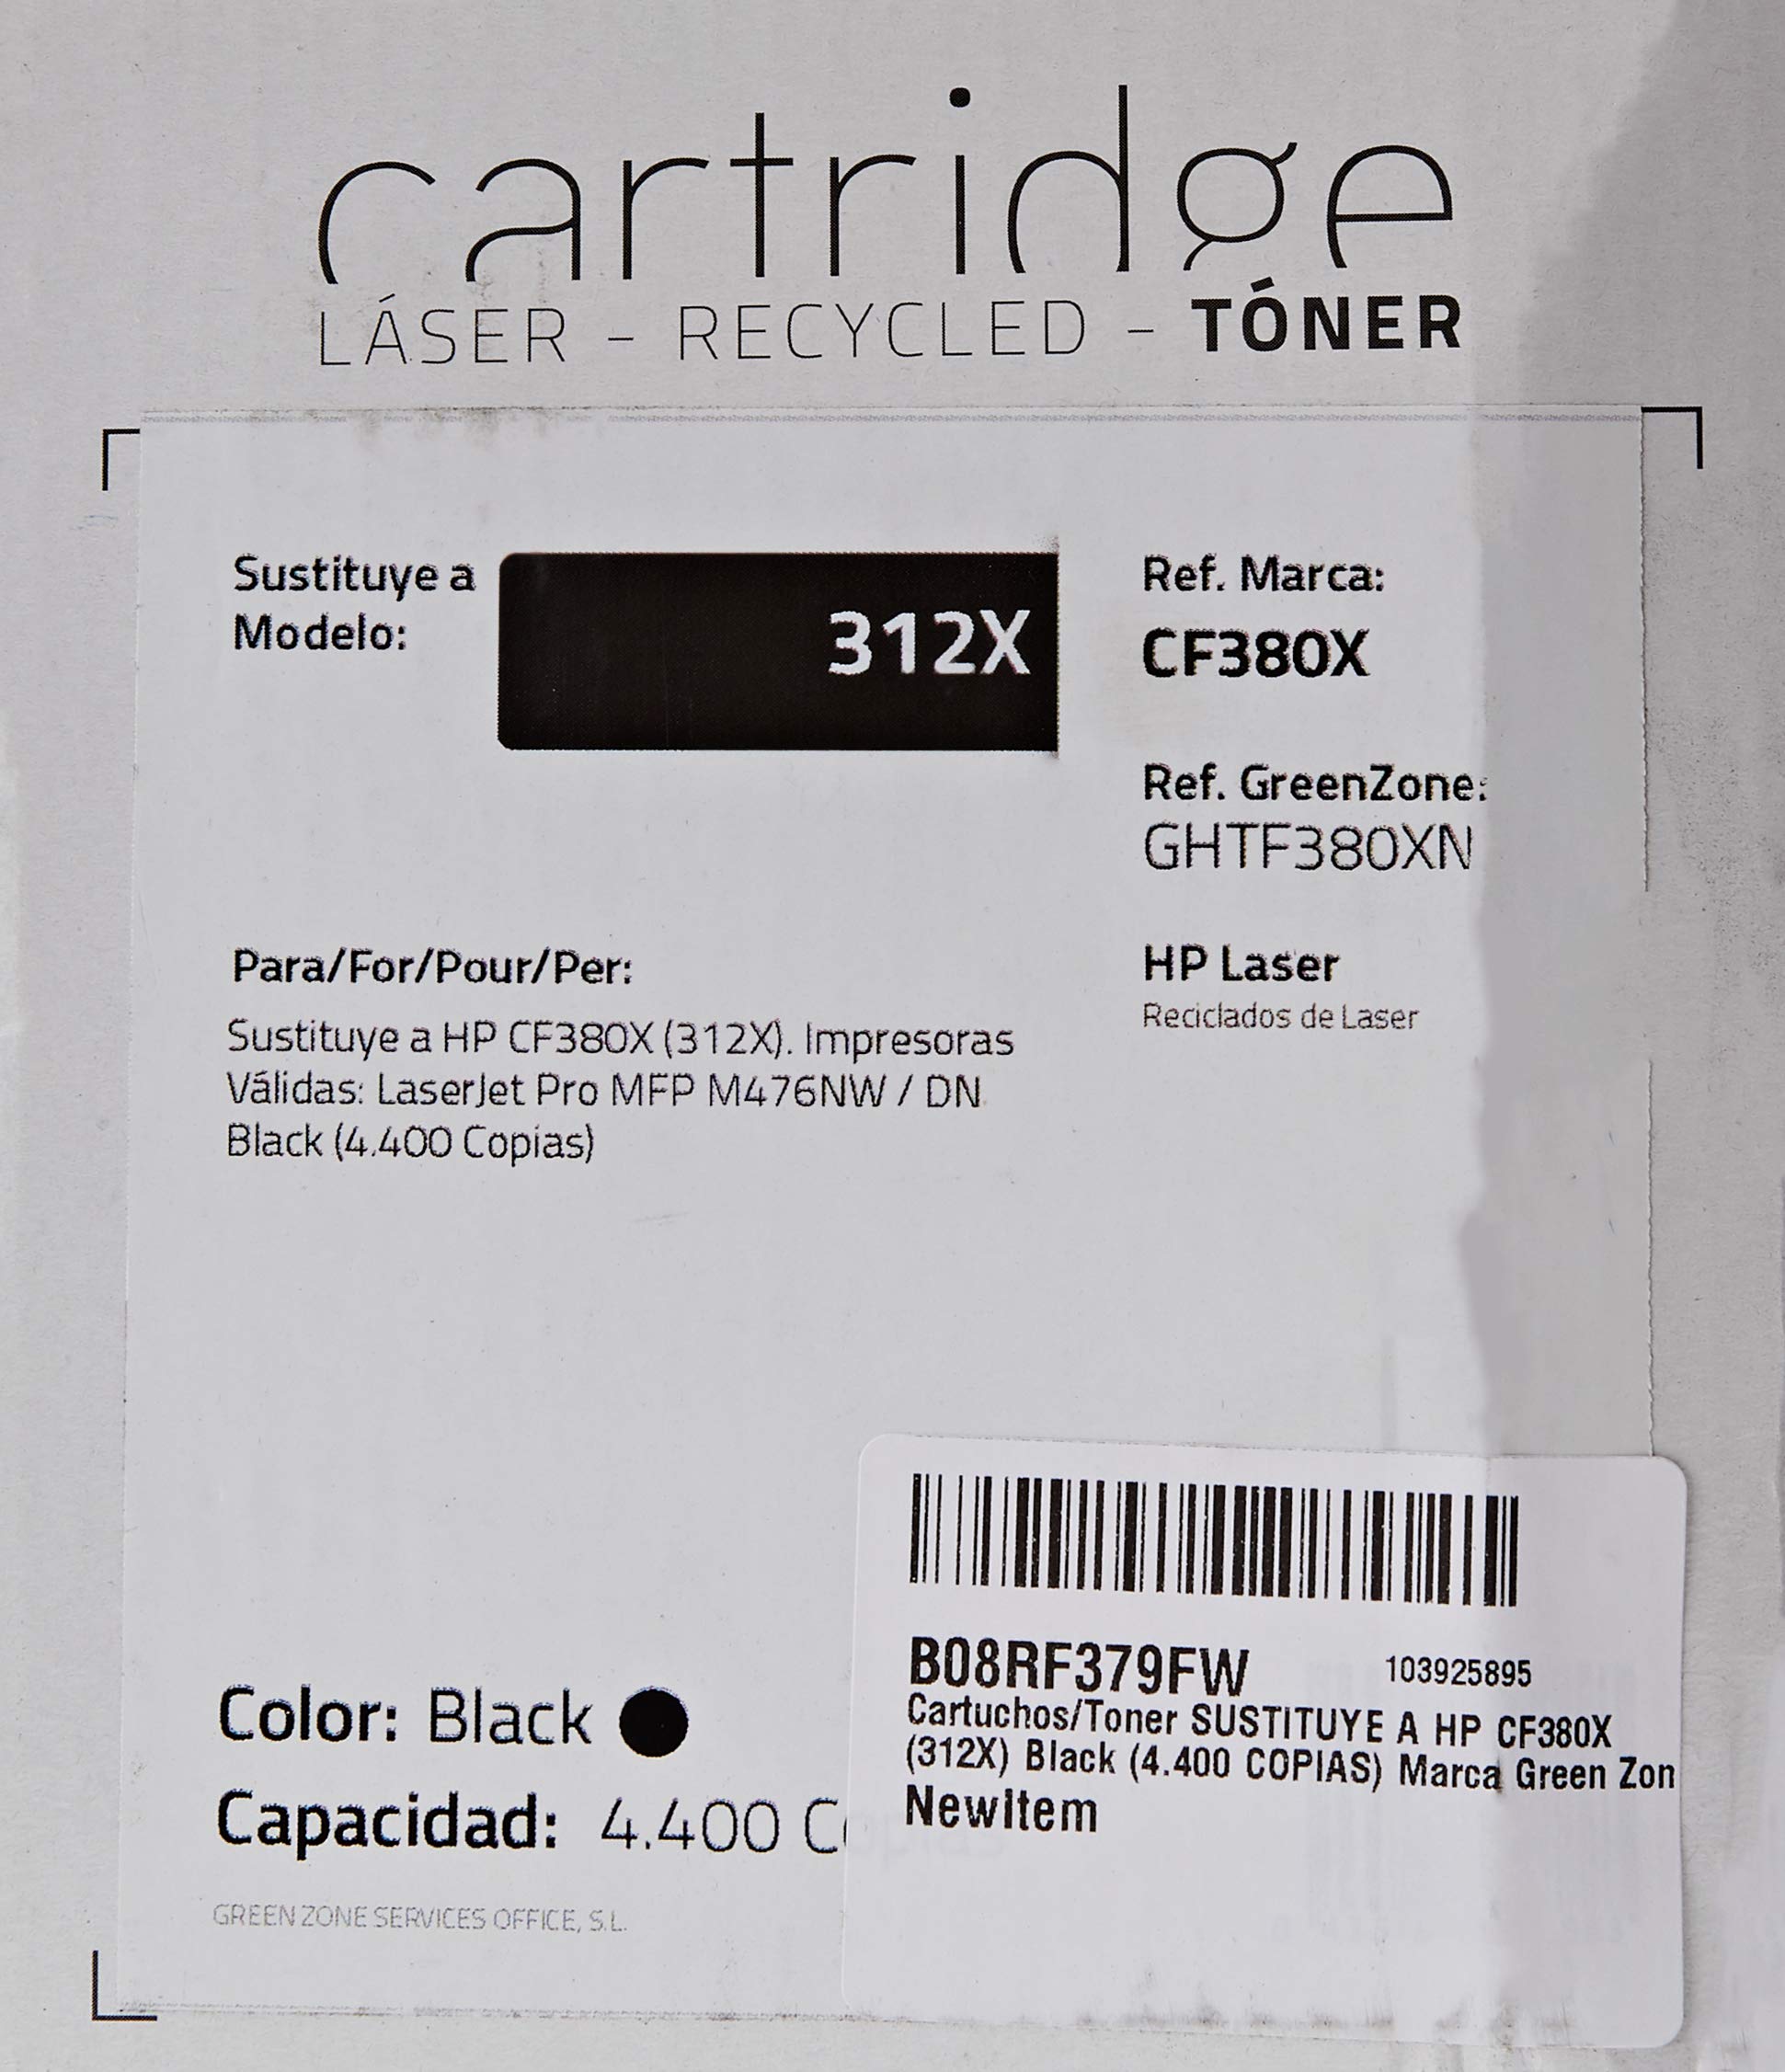 cartridge
LÁSER - RECYCLED - TÓNER
Sustituye a
Modelo:
312X
Ref. Marca:
CF380X
Ref. GreenZone:
GHTF380XN
HP Laser
Reciclados de Laser
Para/For/Pour/Per:
Sustituye a HP CF380X (312X). Impresoras
Válidas: LaserJet Pro MFP M476NW / DN
Black (4.400 Copias)
Color: Black
Capacidad: 4.400
GREEN ZONE SERVICES OFFICE, S.L.
B08RF379FW 103925895
Cartuchos/Toner SUSTITUYE A HP CF380X
(312X) Black (4.400 COPIAS) Marca Green Zon
NewItem